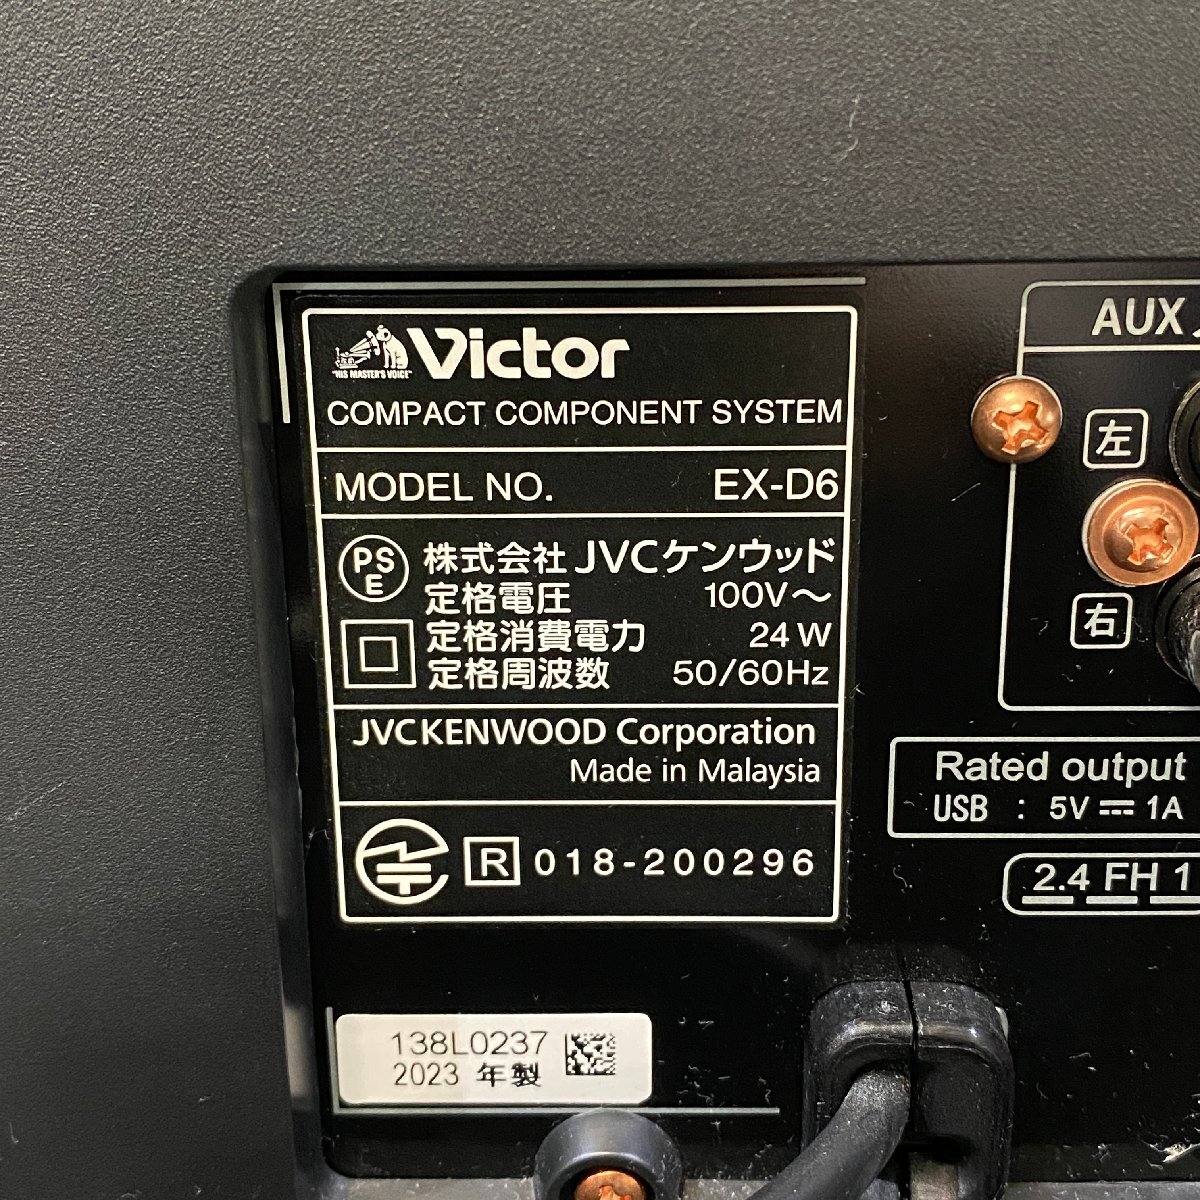 Victor
"HIS MASTER'S VOICE"
COMPACT COMPONENT SYSTEM
MODEL NO. EX-D6
PS
E
株式会社 JVCケンウッド
定格電圧 100V～
定格消費電力 24W
定格周波数 50/60Hz
JVCKENWOOD Corporation
Made in Malaysia
R 018-200296
138L0237
2023 年製
AUX
左
右
Rated output
USB : 5V⎓1A
2.4 FH 1